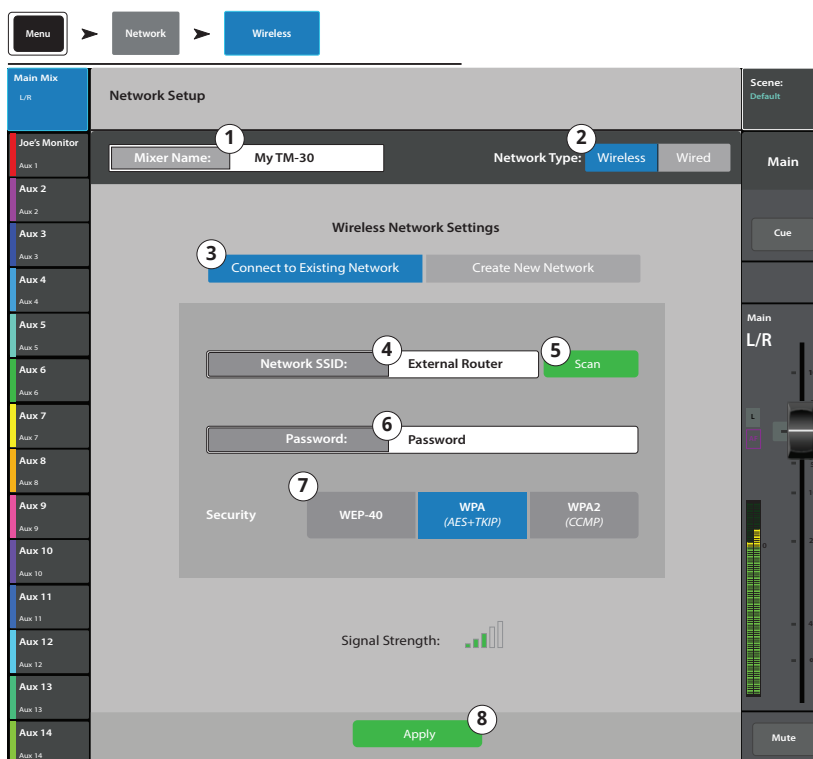 Menu
Network
Wireless
Main Mix
L/R
Network Setup
Scene:
Default
Joe's Monitor
Aux 1
1
Mixer Name:
My TM-30
2
Network Type:
Wireless
Wired
Main
Aux 2
Aux 2
Aux 3
Aux 3
Aux 4
Aux 4
Aux 5
Aux 5
Aux 6
Aux 6
Aux 7
Aux 7
Aux 8
Aux 8
Aux 9
Aux 9
Aux 10
Aux 10
Aux 11
Aux 11
Aux 12
Aux 12
Aux 13
Aux 13
Aux 14
Aux 14
Wireless Network Settings
3
Connect to Existing Network
Create New Network
4
Network SSID:
External Router
5
Scan
6
Password:
Password
7
Security
WEP-40
WPA
(AES+TKIP)
WPA2
(CCMP)
Signal Strength:
8
Apply
Cue
Main
L/R
L
0
Mute